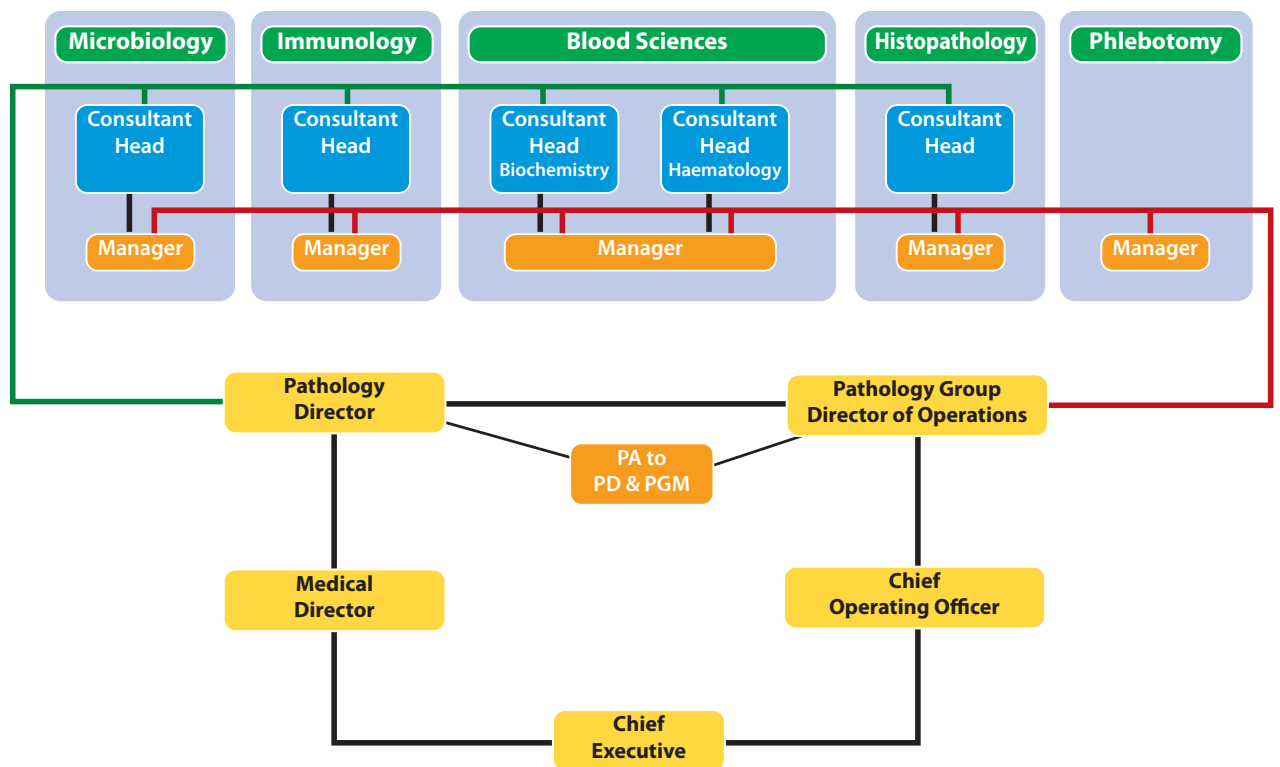 Microbiology
Immunology
Blood Sciences
Histopathology
Phlebotomy
Consultant
Head
Consultant
Head
Consultant
Head
Biochemistry
Consultant
Head
Haematology
Consultant
Head
Manager
Manager
Manager
Manager
Manager
Pathology
Director
Pathology Group
Director of Operations
PA to
PD & PGM
Medical
Director
Chief
Operating Officer
Chief
Executive